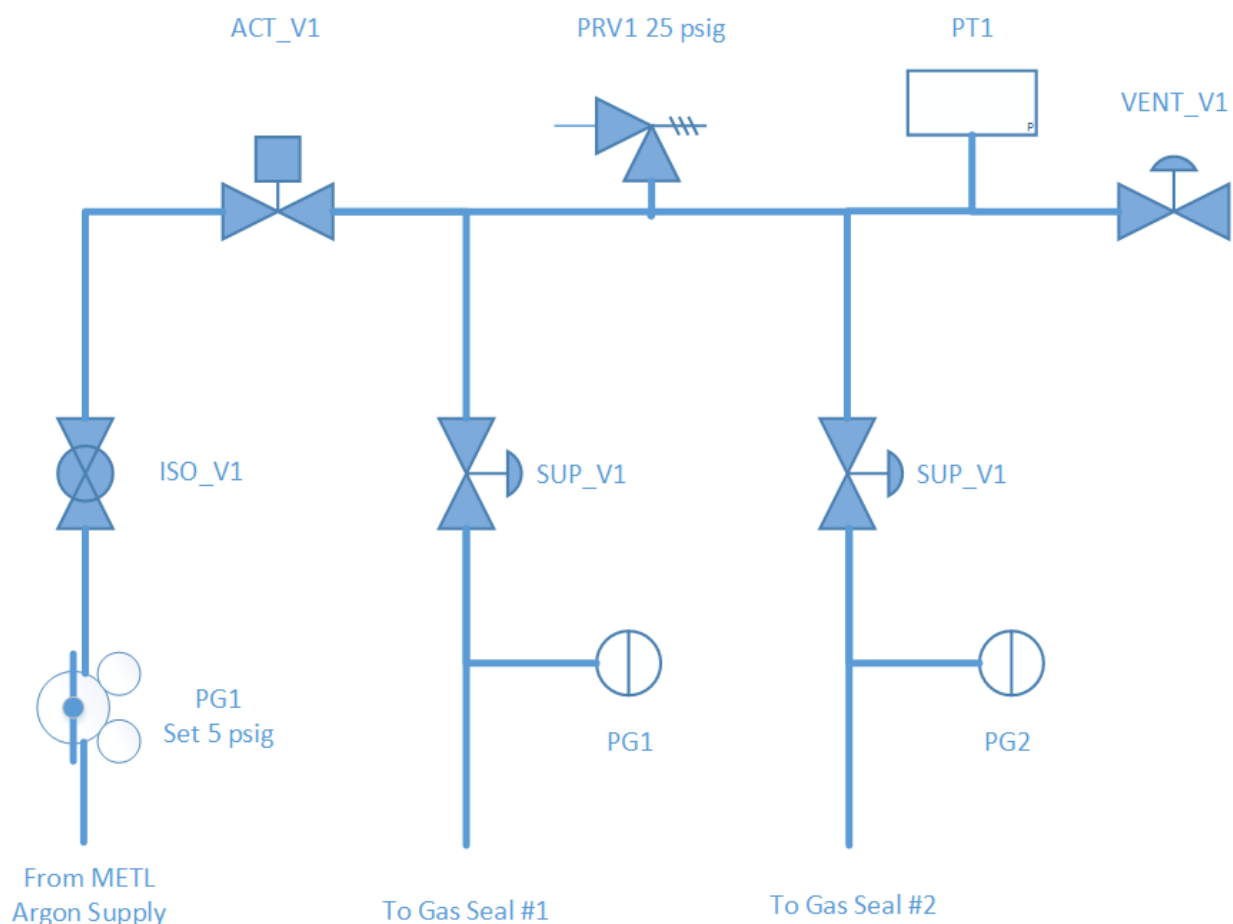 ACT_V1
PRV1 25 psig
PT1
VENT_V1
P
ISO_V1
SUP_V1
SUP_V1
PG1
Set 5 psig
PG1
PG2
From METL
Argon Supply
To Gas Seal #1
To Gas Seal #2